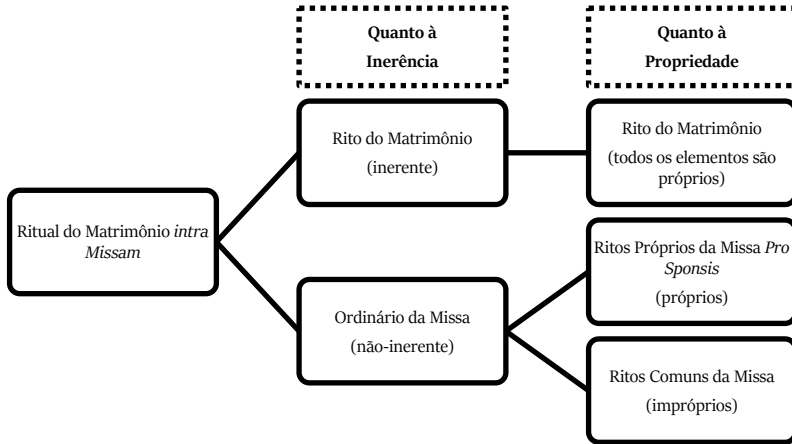 Quanto à
Inerência
Quanto à
Propriedade
Rito do Matrimônio
(inerente)
Rito do Matrimônio
(todos os elementos são
próprios)
Ritual do Matrimônio intra
Missam
Ritos Próprios da Missa Pro
Sponsis
(próprios)
Ordinário da Missa
(não-inerente)
Ritos Comuns da Missa
(impróprios)